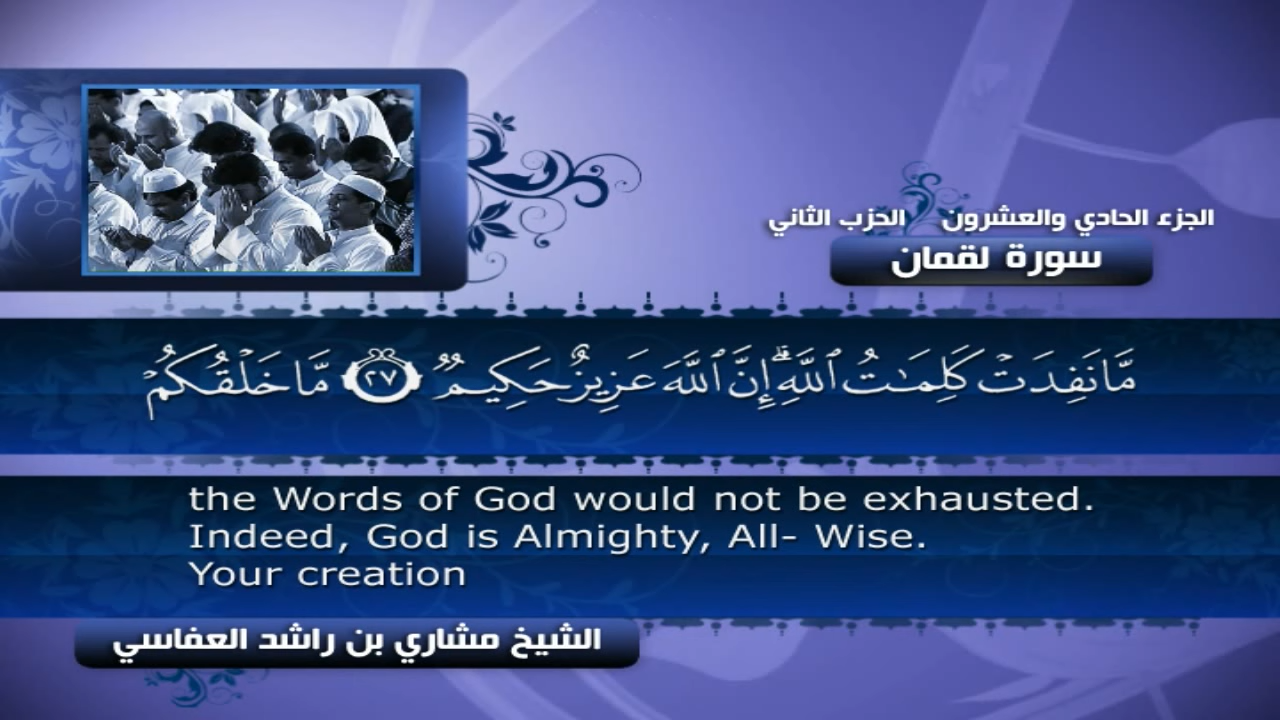 الجزء الحادي والعشرون الحزب الثاني
سورة لقمان
مَّا نَفِدَتْ كَلِمَـٰتُ ٱللَّهِ ۗ إِنَّ ٱللَّهَ عَزِيزٌ حَكِيمٌ ٢٧ مَّا خَلْقُكُمْ
the Words of God would not be exhausted.
Indeed, God is Almighty, All- Wise.
Your creation
الشيخ مشاري بن راشد العفاسي